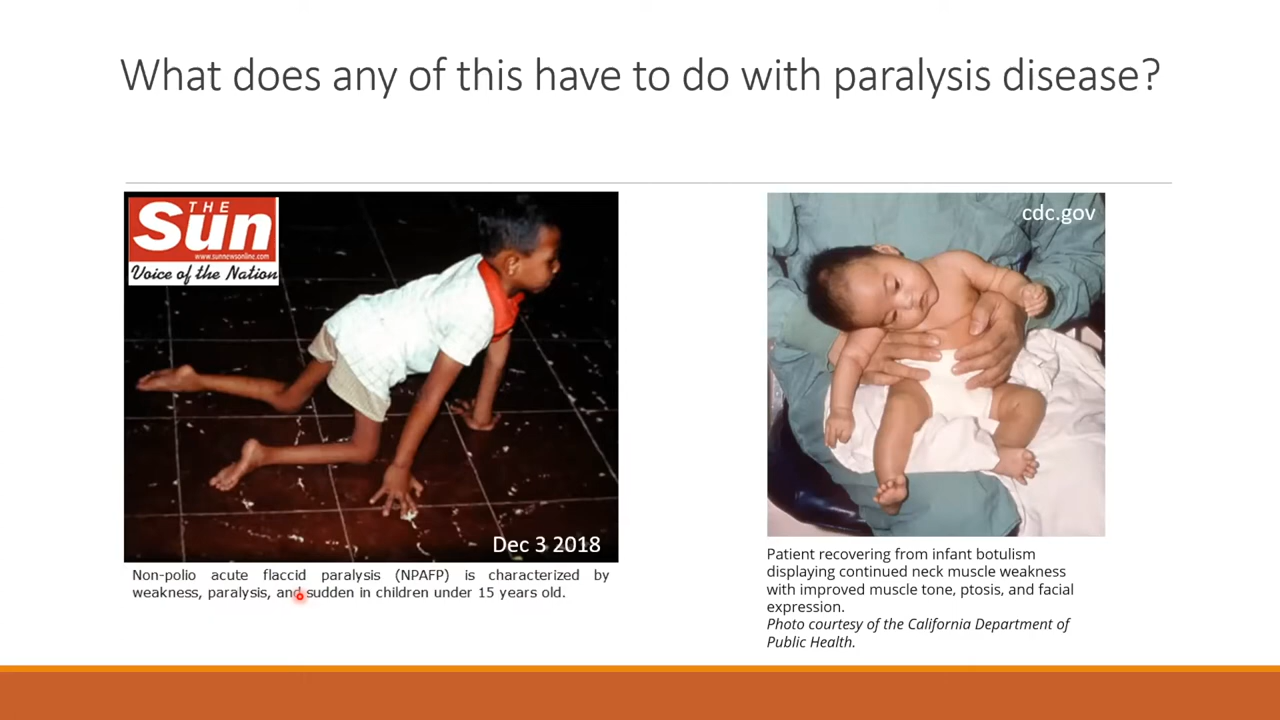 What does any of this have to do with paralysis disease?
THE
Sun
www.sunnewsonline.com
Voice of the Nation
Dec 3 2018
Non-polio acute flaccid paralysis (NPAFP) is characterized by
weakness, paralysis, and sudden in children under 15 years old.
cdc.gov
Patient recovering from infant botulism
displaying continued neck muscle weakness
with improved muscle tone, ptosis, and facial
expression.
Photo courtesy of the California Department of
Public Health.